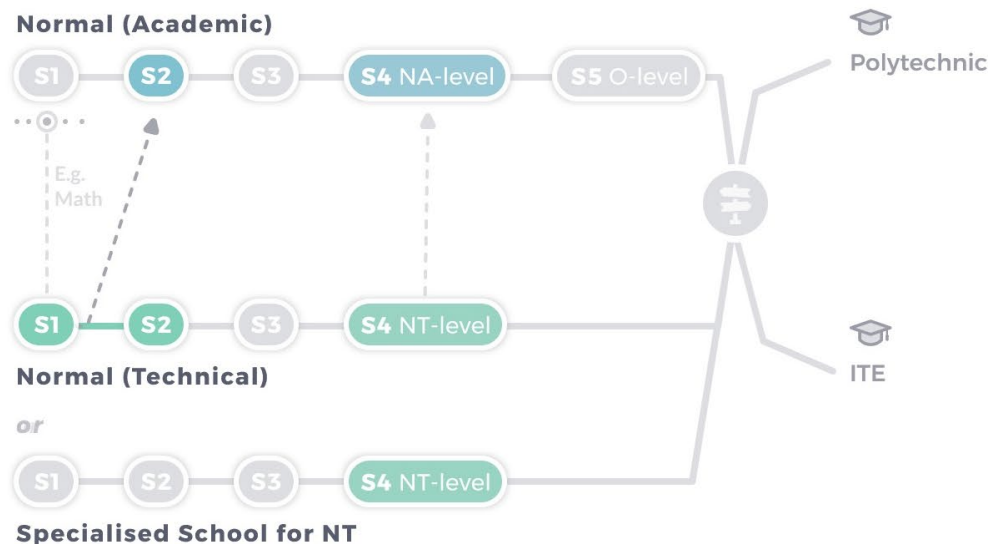 Normal (Academic)
S1 S2 S3 S4 NA-level S5 O-level
Polytechnic
E.g.
Math
S1 S2 S3 S4 NT-level
Normal (Technical)
ITE
or
S1 S2 S3 S4 NT-level
Specialised School for NT